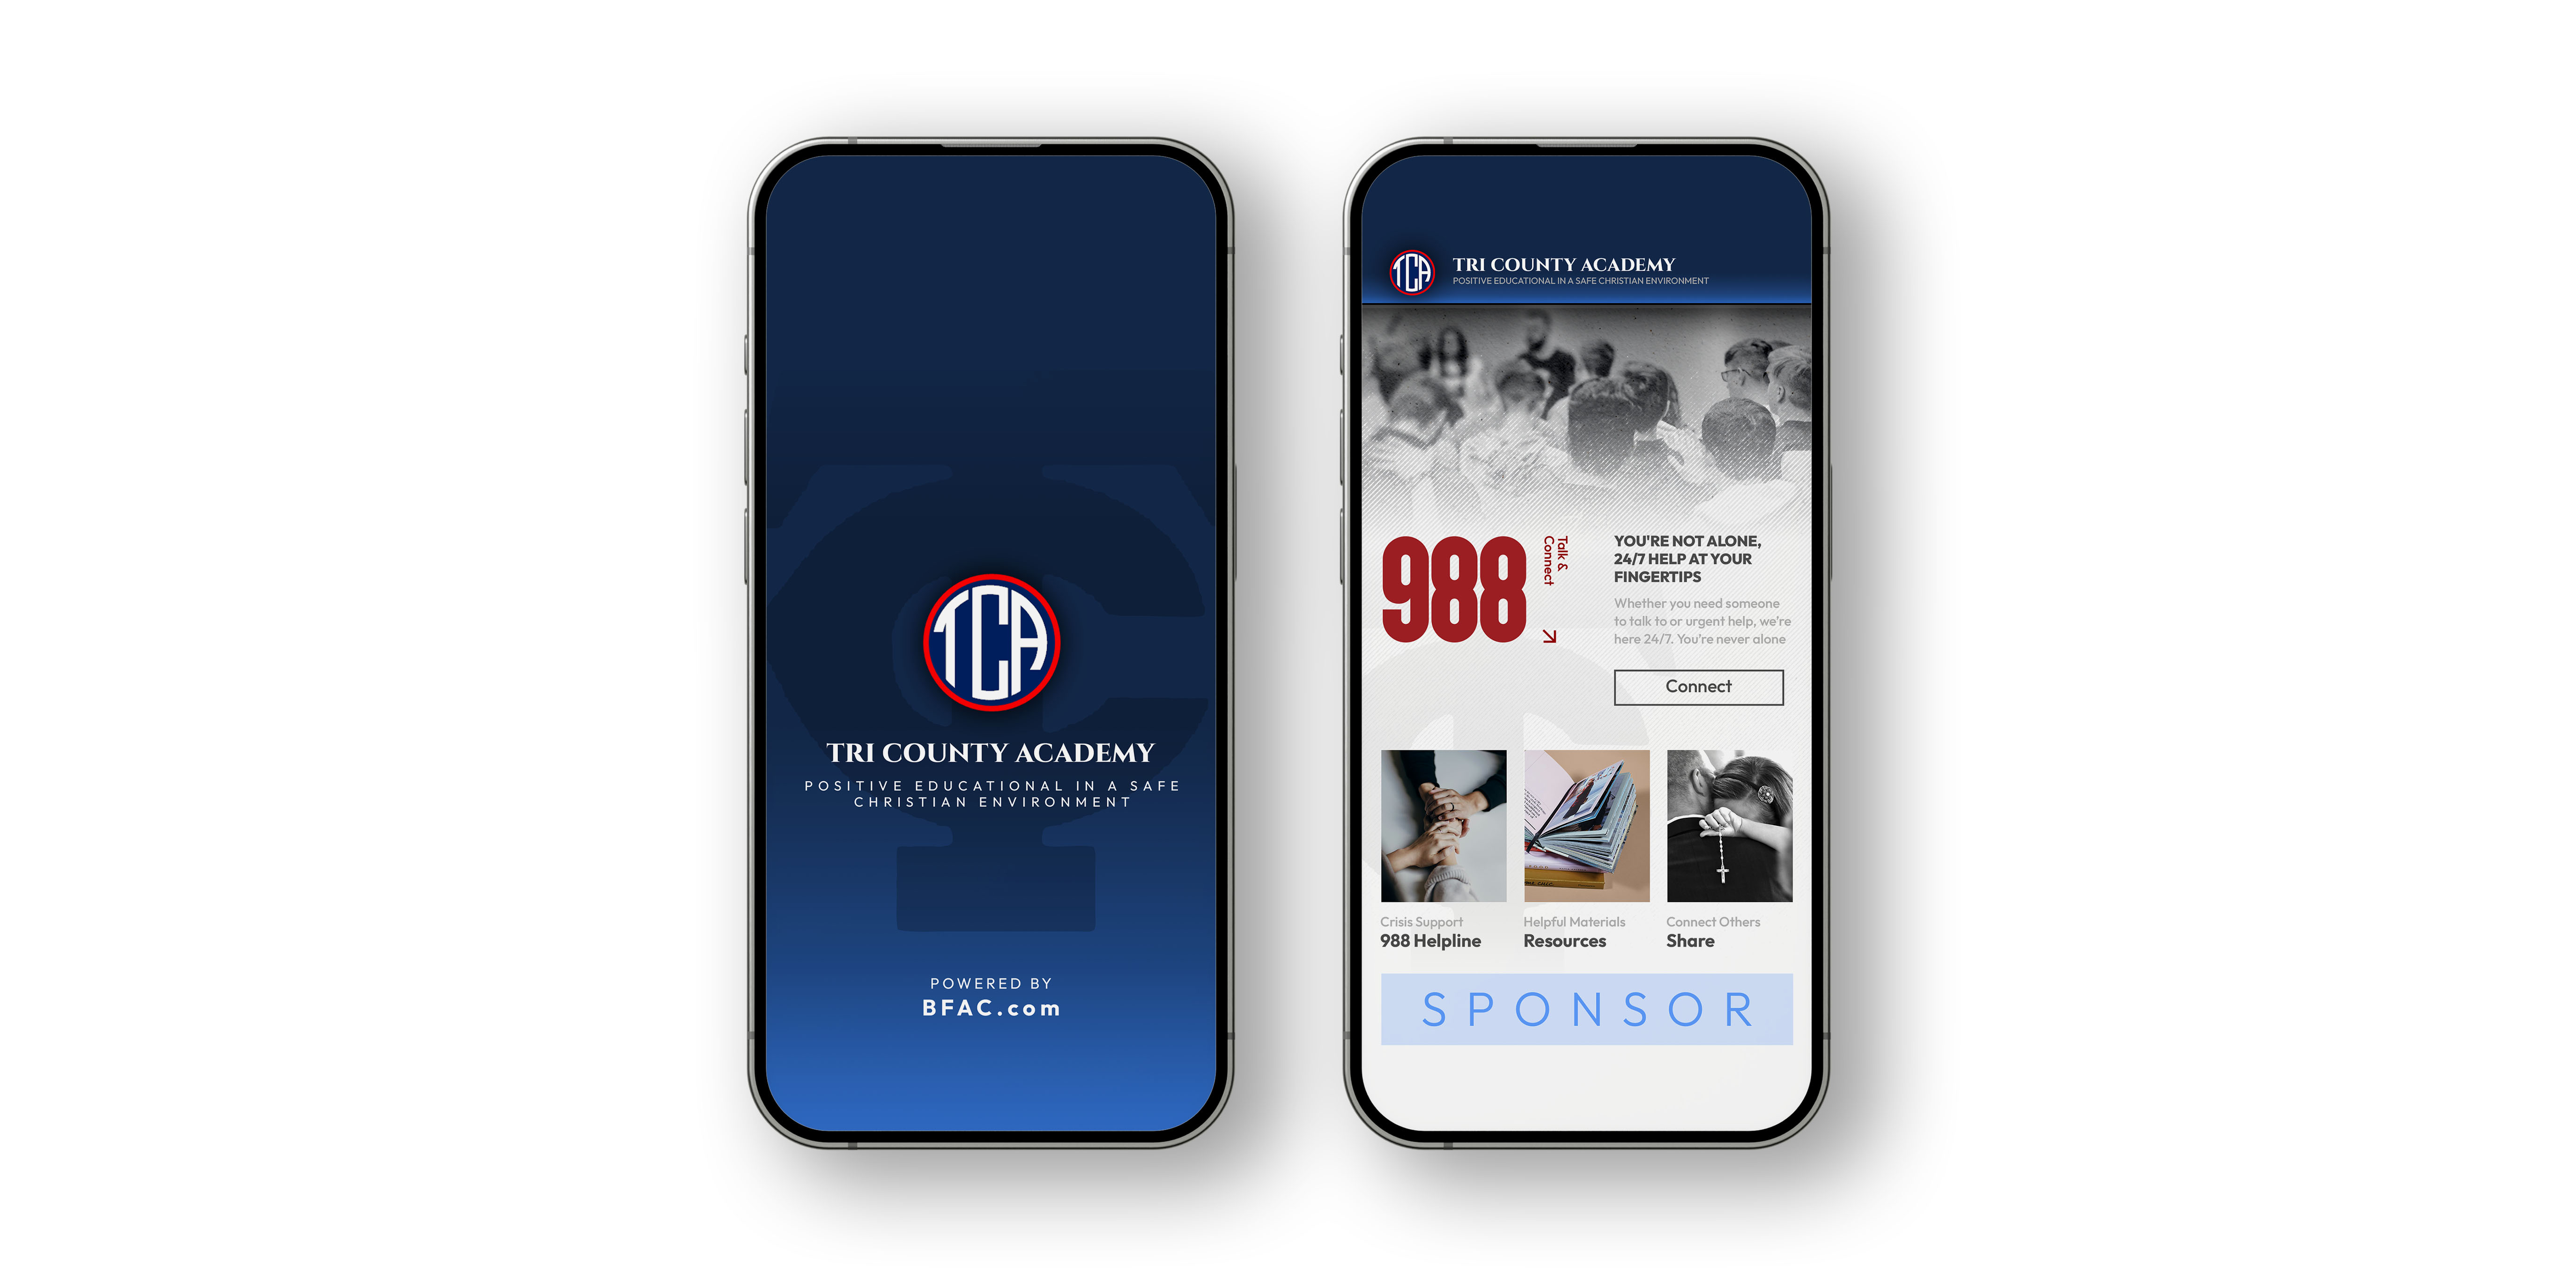 TCA
TRI COUNTY ACADEMY
POSITIVE EDUCATIONAL IN A SAFE
CHRISTIAN ENVIRONMENT
POWERED BY
BFAC.com
TCA
TRI COUNTY ACADEMY
POSITIVE EDUCATIONAL IN A SAFE CHRISTIAN ENVIRONMENT
988
Talk &
Connect
YOU'RE NOT ALONE,
24/7 HELP AT YOUR
FINGERTIPS
Whether you need someone
to talk to or urgent help, we're
here 24/7. You're never alone
Connect
Crisis Support
988 Helpline
Helpful Materials
Resources
Connect Others
Share
SPONSOR